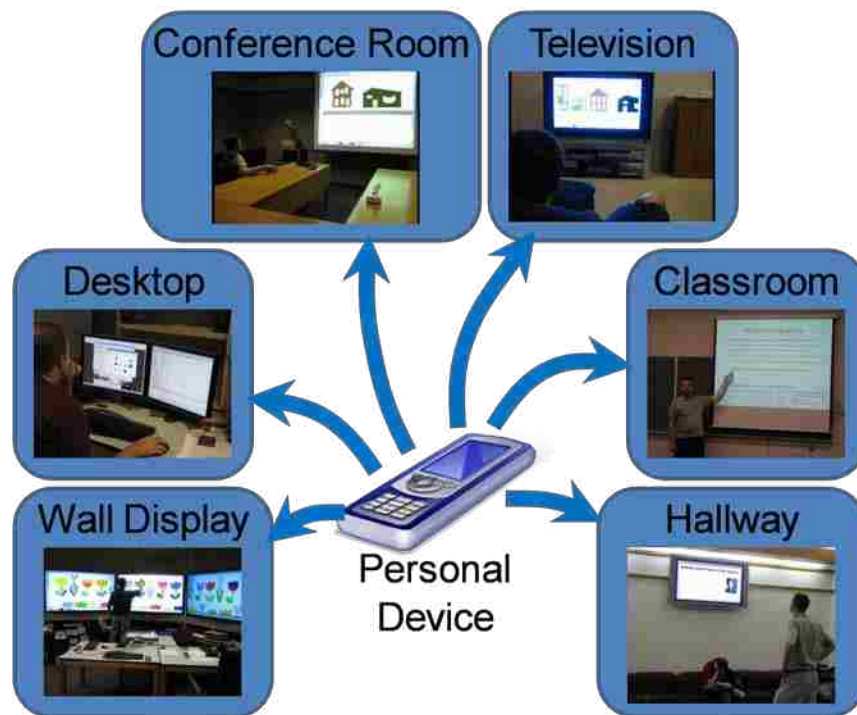 Conference Room
Television
Desktop
Classroom
Wall Display
Hallway
Personal
Device